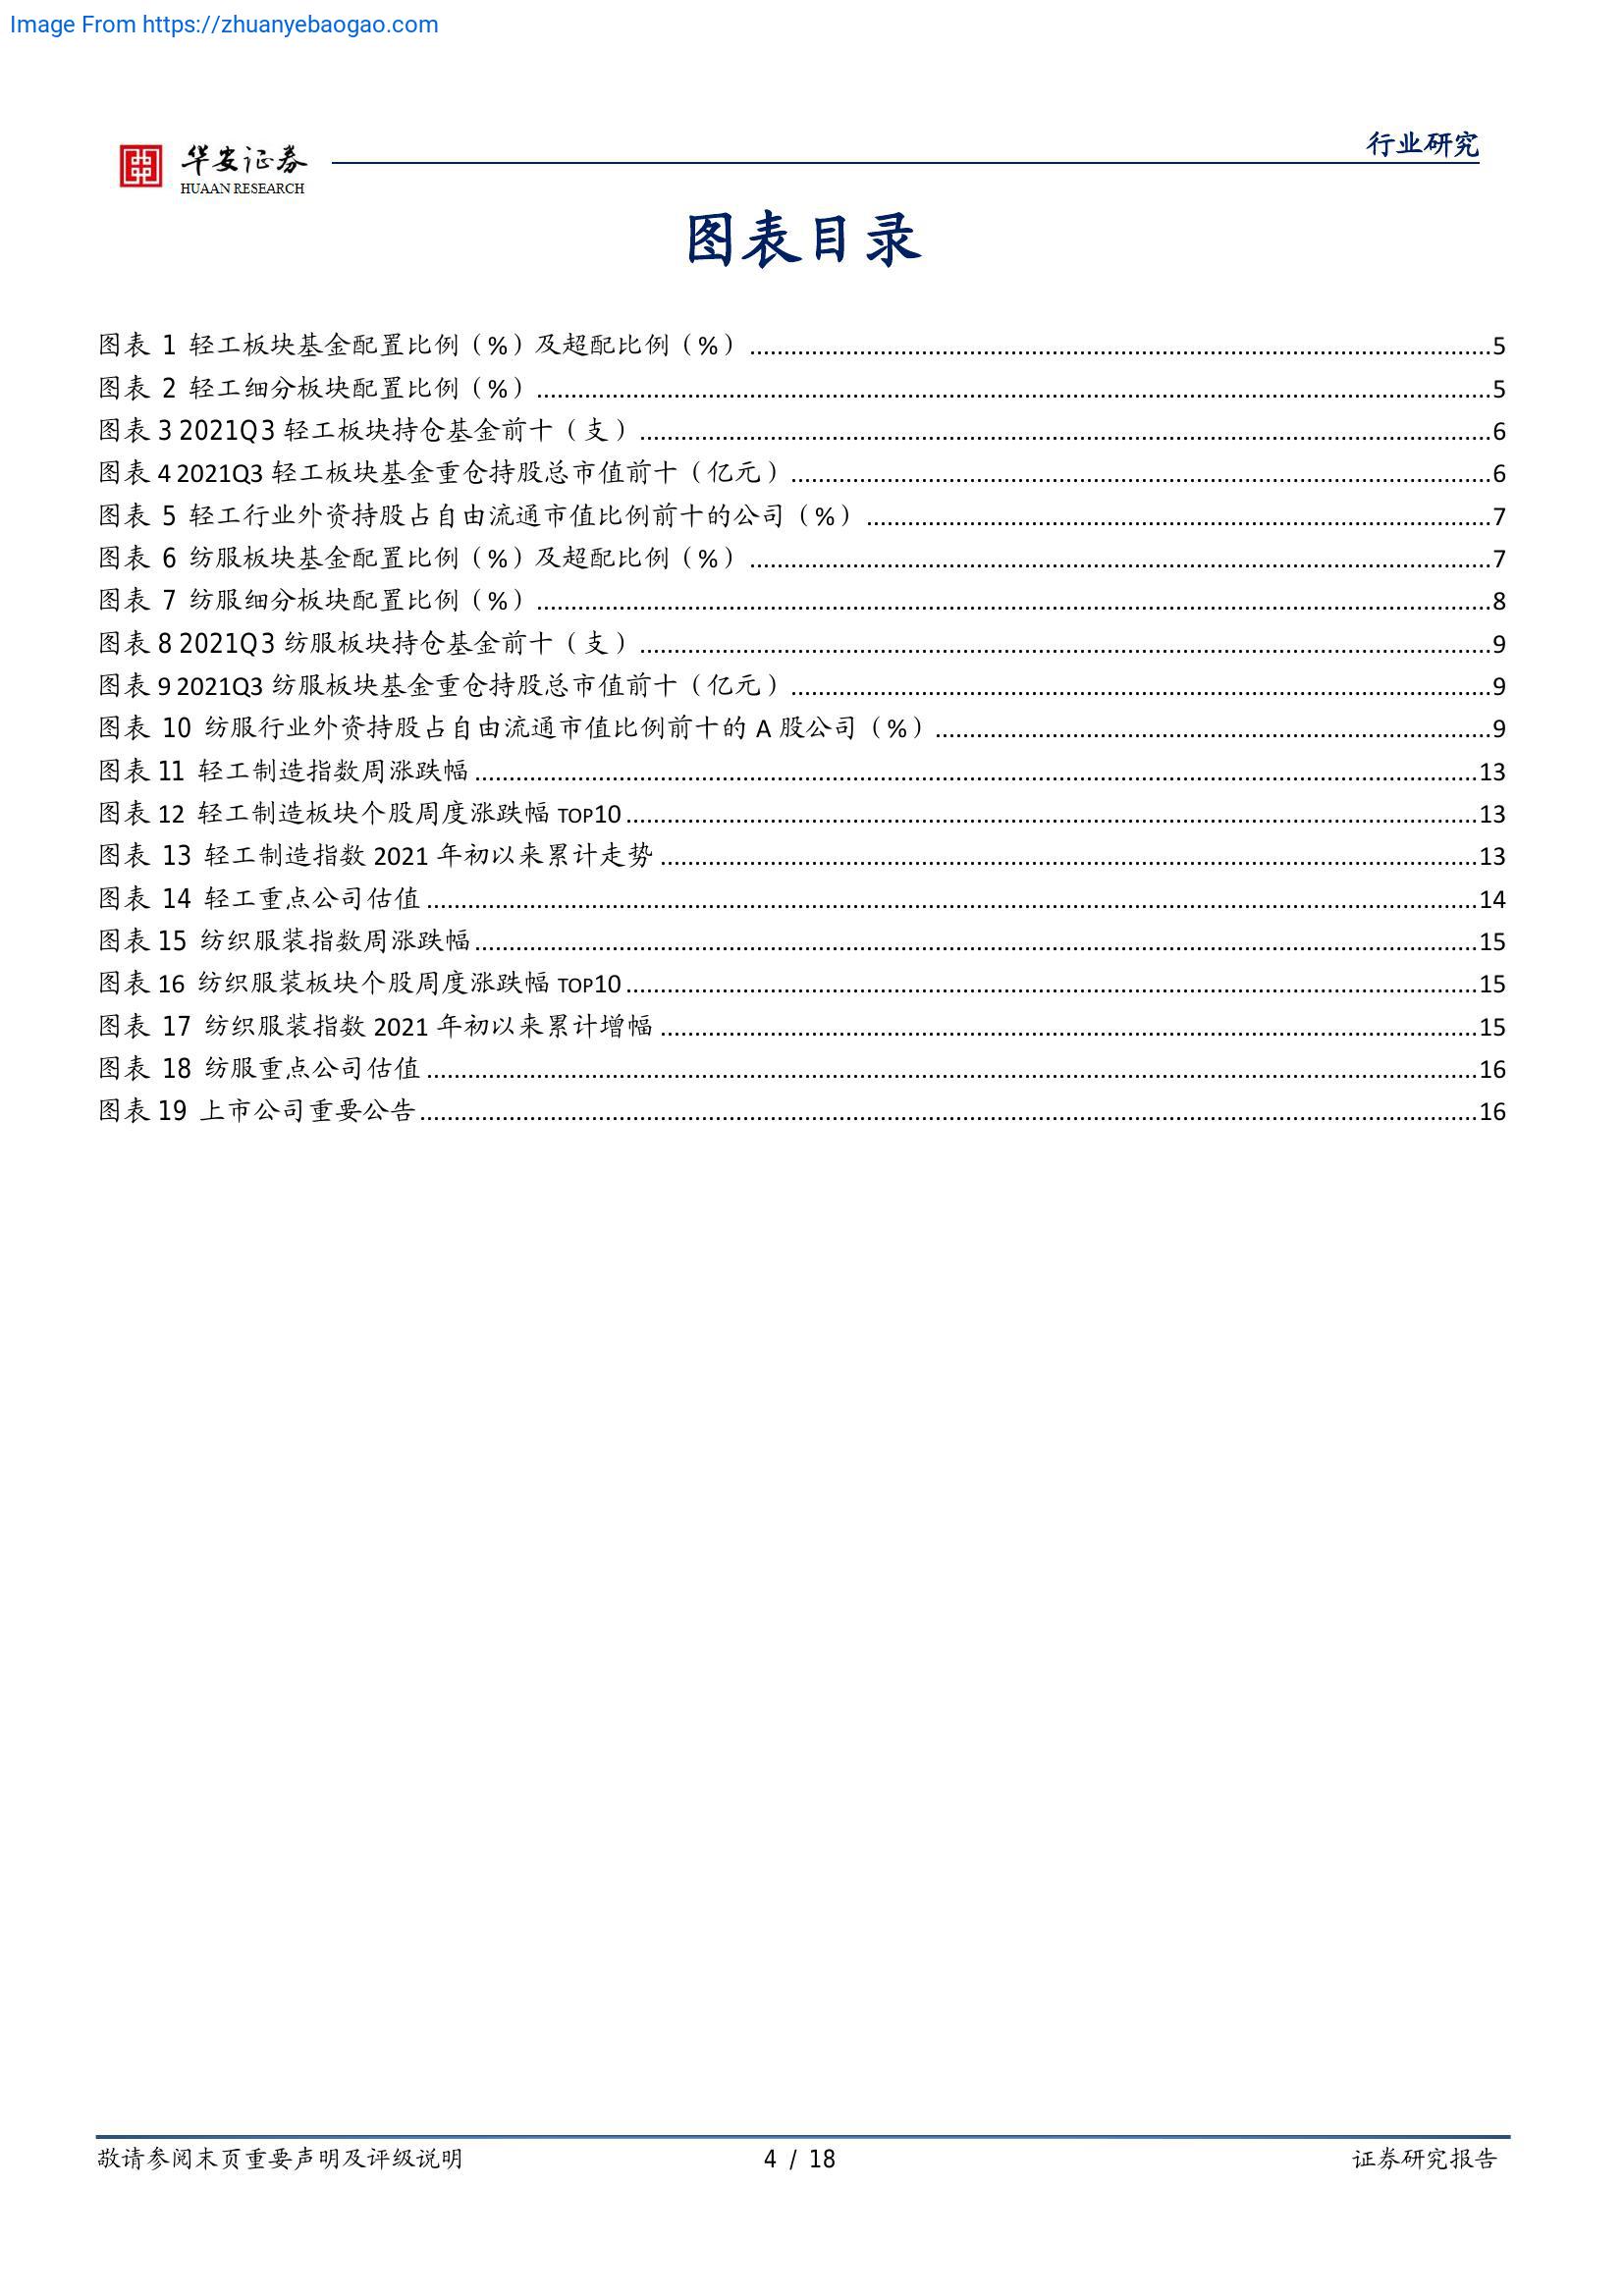 Image From https://zhuanyebaogao.com
行业研究
华安证券
HUAAN RESEARCH
图表目录
图表 1 轻工板块基金配置比例（%）及超配比例（%） ........ 5
图表 2 轻工细分板块配置比例（%） ........ 5
图表 3 2021Q3 轻工板块持仓基金前十（支） ........ 6
图表 4 2021Q3 轻工板块基金重仓持股总市值前十（亿元） ........ 6
图表 5 轻工行业外资持股占自由流通市值比例前十的公司（%） ........ 7
图表 6 纺服板块基金配置比例（%）及超配比例（%） ........ 7
图表 7 纺服细分板块配置比例（%） ........ 8
图表 8 2021Q3 纺服板块持仓基金前十（支） ........ 9
图表 9 2021Q3 纺服板块基金重仓持股总市值前十（亿元） ........ 9
图表 10 纺服行业外资持股占自由流通市值比例前十的 A 股公司（%） ........ 9
图表 11 轻工制造指数周涨跌幅 ........ 13
图表 12 轻工制造板块个股周度涨跌幅 TOP10 ........ 13
图表 13 轻工制造指数 2021 年初以来累计走势 ........ 13
图表 14 轻工重点公司估值 ........ 14
图表 15 纺织服装指数周涨跌幅 ........ 15
图表 16 纺织服装板块个股周度涨跌幅 TOP10 ........ 15
图表 17 纺织服装指数 2021 年初以来累计增幅 ........ 15
图表 18 纺服重点公司估值 ........ 16
图表 19 上市公司重要公告 ........ 16
敬请参阅末页重要声明及评级说明 4 / 18 证券研究报告